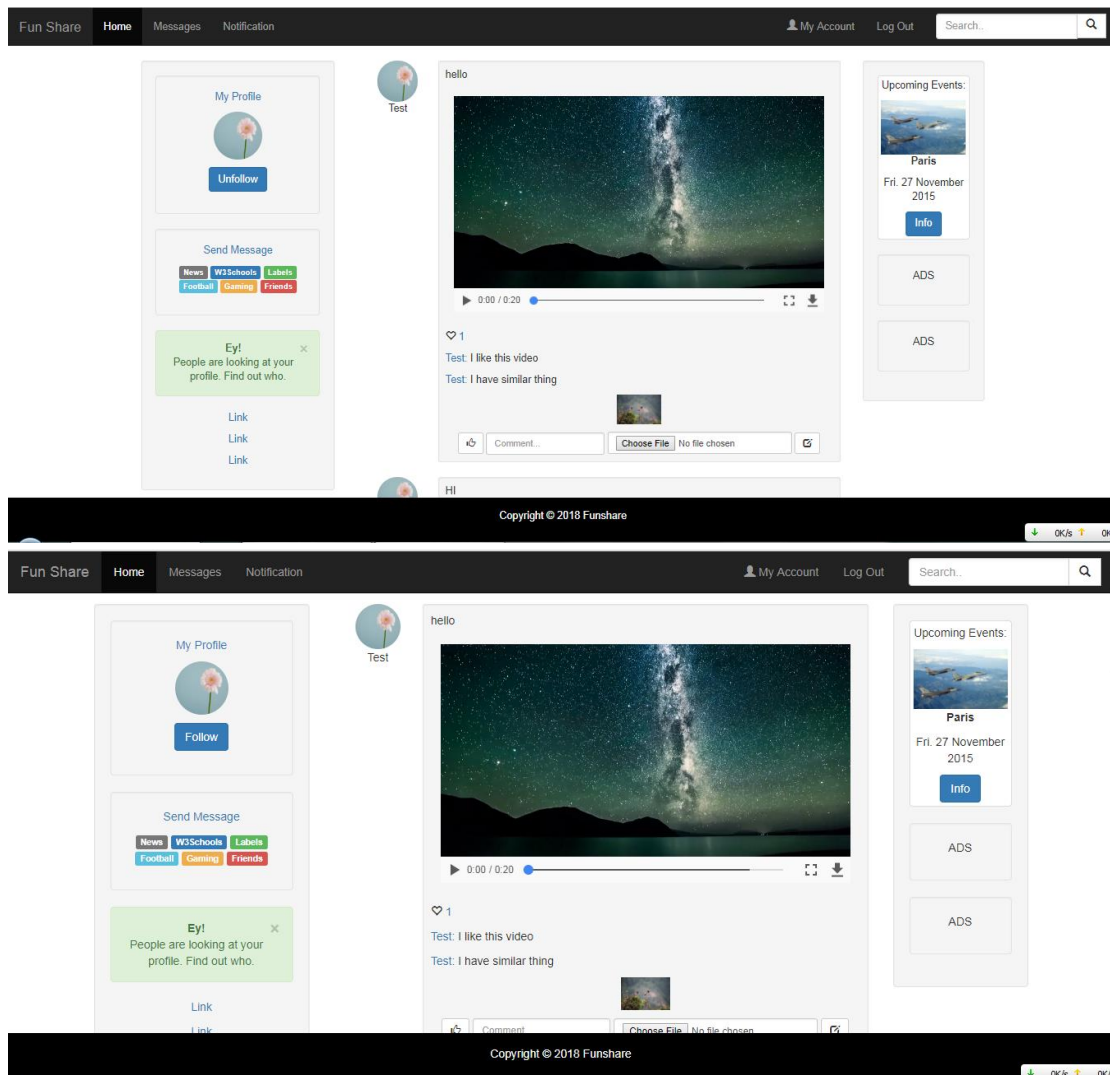 Fun Share Home Messages Notification My Account Log Out Search..
My Profile
Unfollow
Send Message
News W3Schools Labels
Football Gaming Friends
Ey! ×
People are looking at your
profile. Find out who.
Link
Link
Link
Test
hello
0:00 / 0:20
1
Test: I like this video
Test: I have similar thing
Comment... Choose File No file chosen
HI
Upcoming Events:
Paris
Fri. 27 November
2015
Info
ADS
ADS
Copyright © 2018 Funshare
0K/s 0K
Fun Share Home Messages Notification My Account Log Out Search..
My Profile
Follow
Send Message
News W3Schools Labels
Football Gaming Friends
Ey! ×
People are looking at your
profile. Find out who.
Link
Link
Test
hello
0:00 / 0:20
1
Test: I like this video
Test: I have similar thing
Comment Choose File No file chosen
Upcoming Events:
Paris
Fri. 27 November
2015
Info
ADS
ADS
Copyright © 2018 Funshare
0K/s 0K/